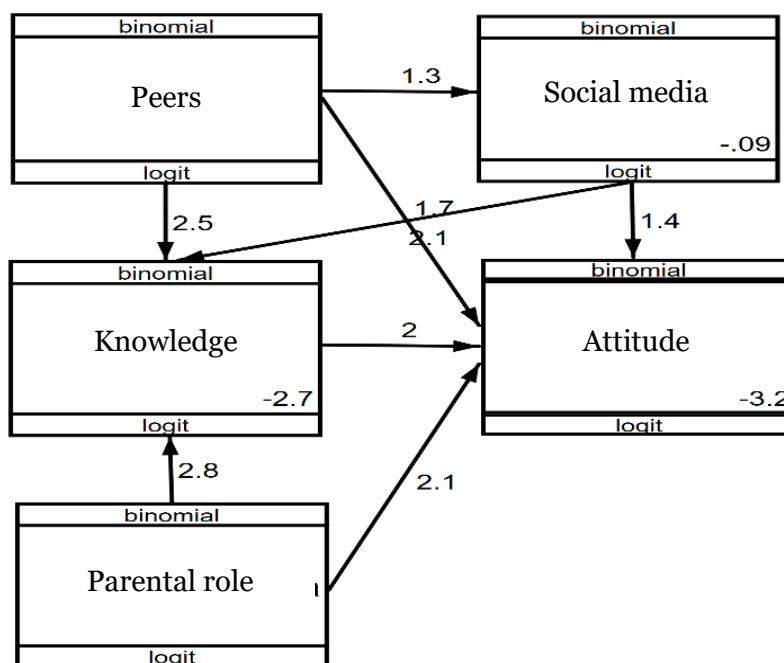 binomial
Peers
logit
1.3
binomial
Social media
-.09
logit
2.5
1.7
2.1
1.4
binomial
Knowledge
-2.7
logit
2
binomial
Attitude
-3.2
logit
2.8
2.1
binomial
Parental role
logit